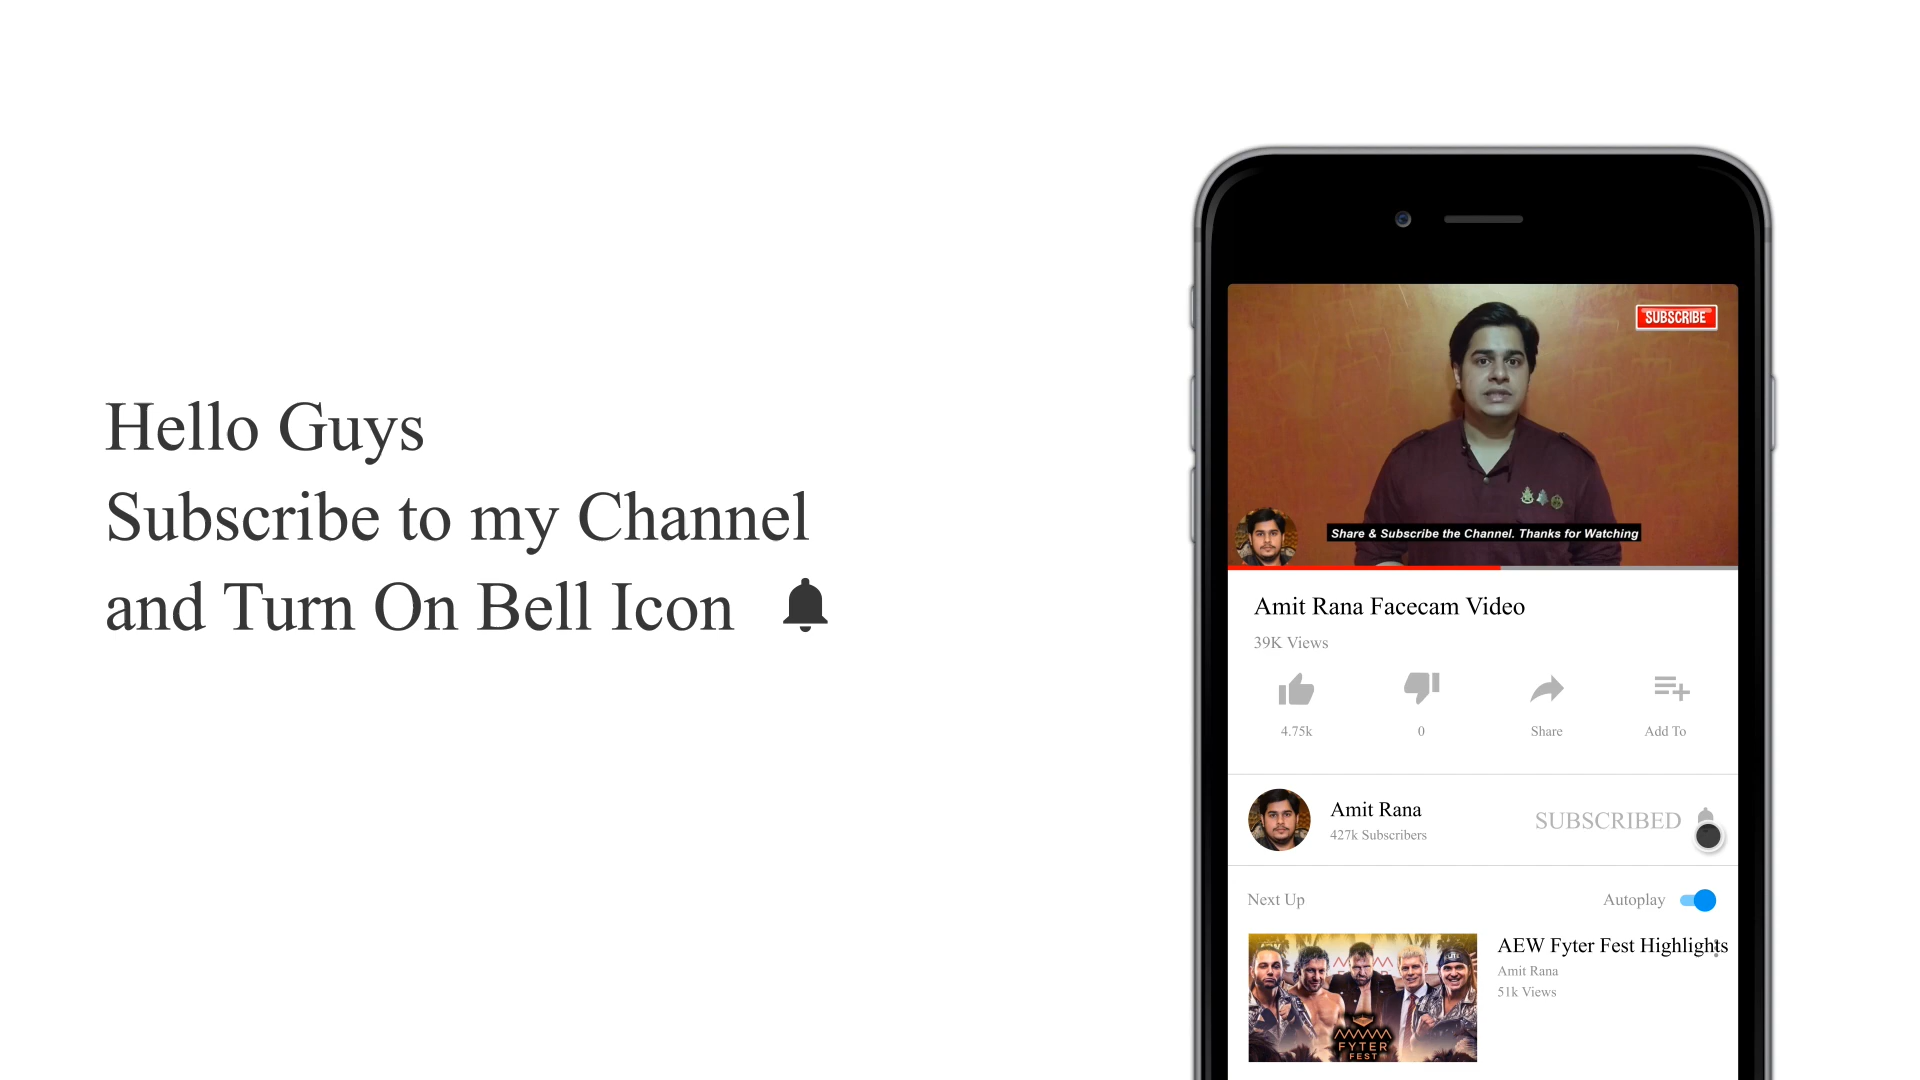 Hello Guys
Subscribe to my Channel
and Turn On Bell Icon
SUBSCRIBE
Share & Subscribe the Channel. Thanks for Watching
Amit Rana Facecam Video
39K Views
4.75k
0
Share
Add To
Amit Rana
427k Subscribers
SUBSCRIBED
Next Up
Autoplay
AEW Fyter Fest Highlights
Amit Rana
51k Views
FYTER
FEST